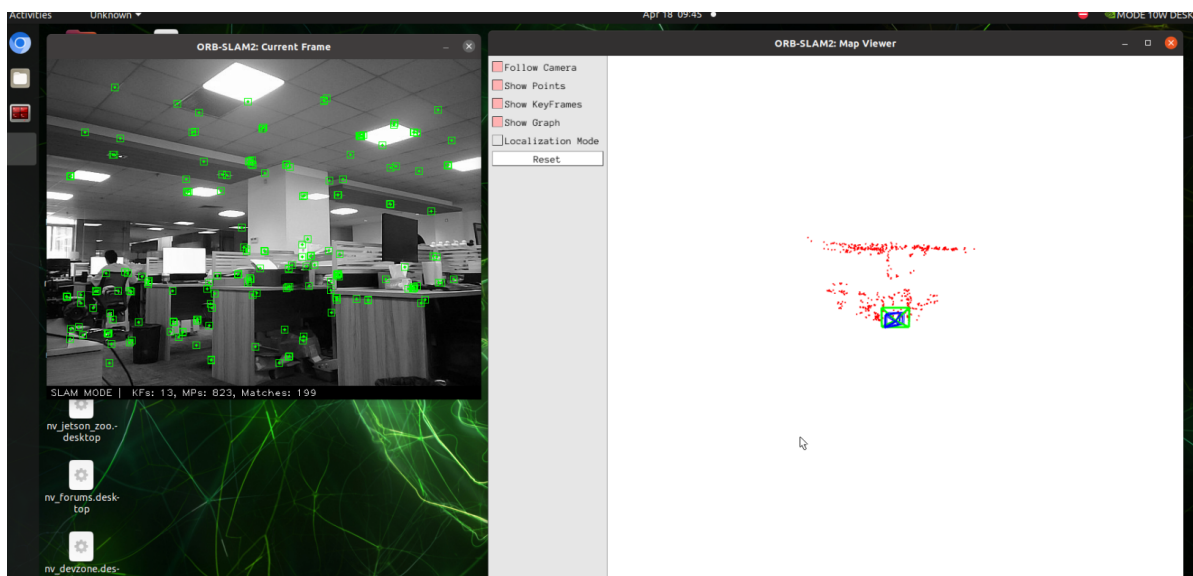 Activities
Unknown
Apr 18 09:45
MODE 10W DESK
ORB-SLAM2: Current Frame
ORB-SLAM2: Map Viewer
Follow Camera
Show Points
Show KeyFrames
Show Graph
Localization Mode
Reset
SLAM MODE | KFs: 13, MPs: 823, Matches: 199
nv_jetson_zoo.-
desktop
nv_forums.desk-
top
nv_devzone.des-